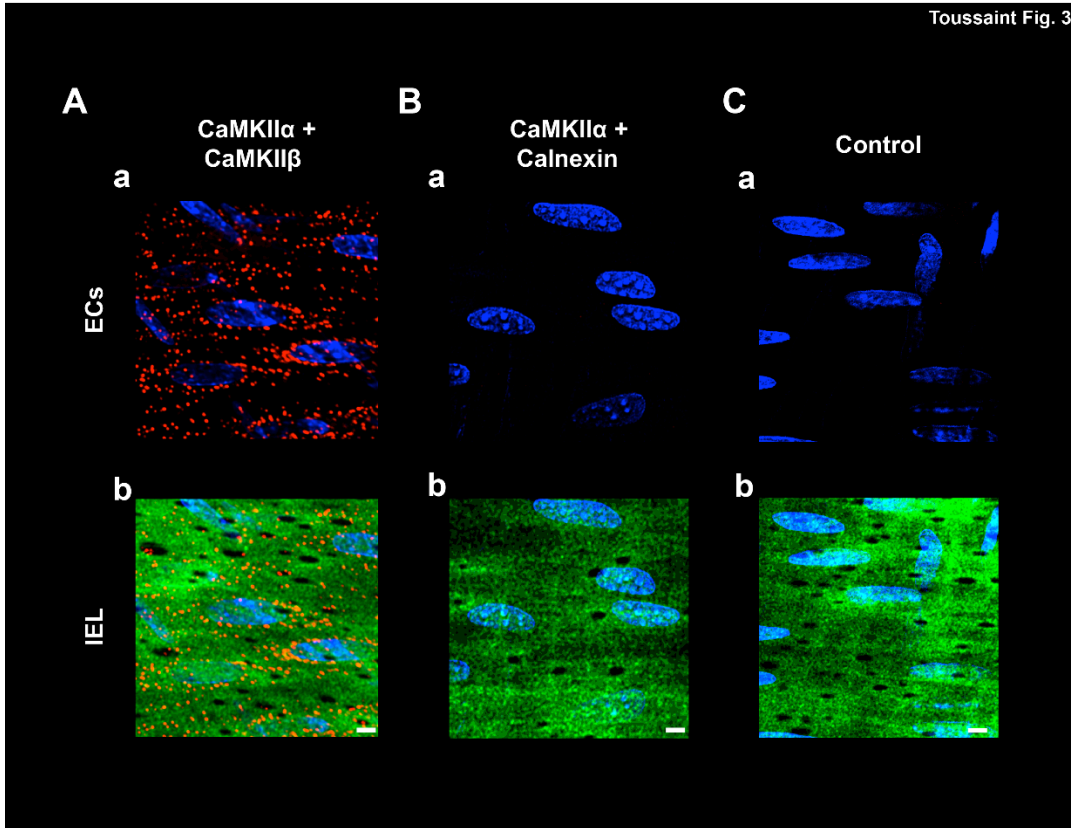 Toussaint Fig. 3
A
B
C
CaMKIIα +
CaMKIIβ
CaMKIIα +
Calnexin
Control
a
a
a
ECs
b
b
b
IEL